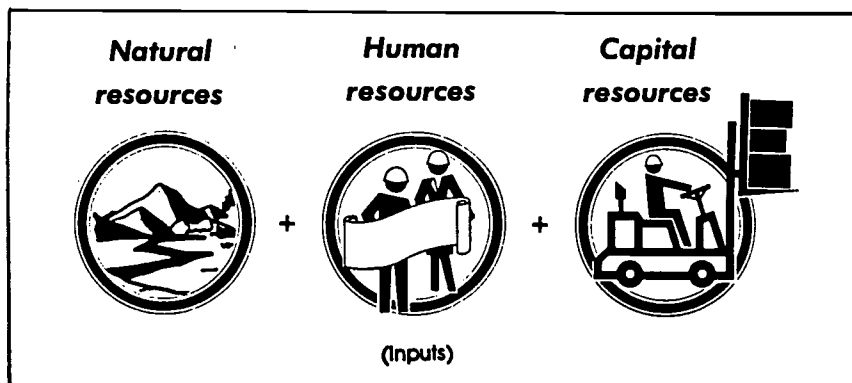 Natural resources
Human resources
Capital resources
+
+
(Inputs)